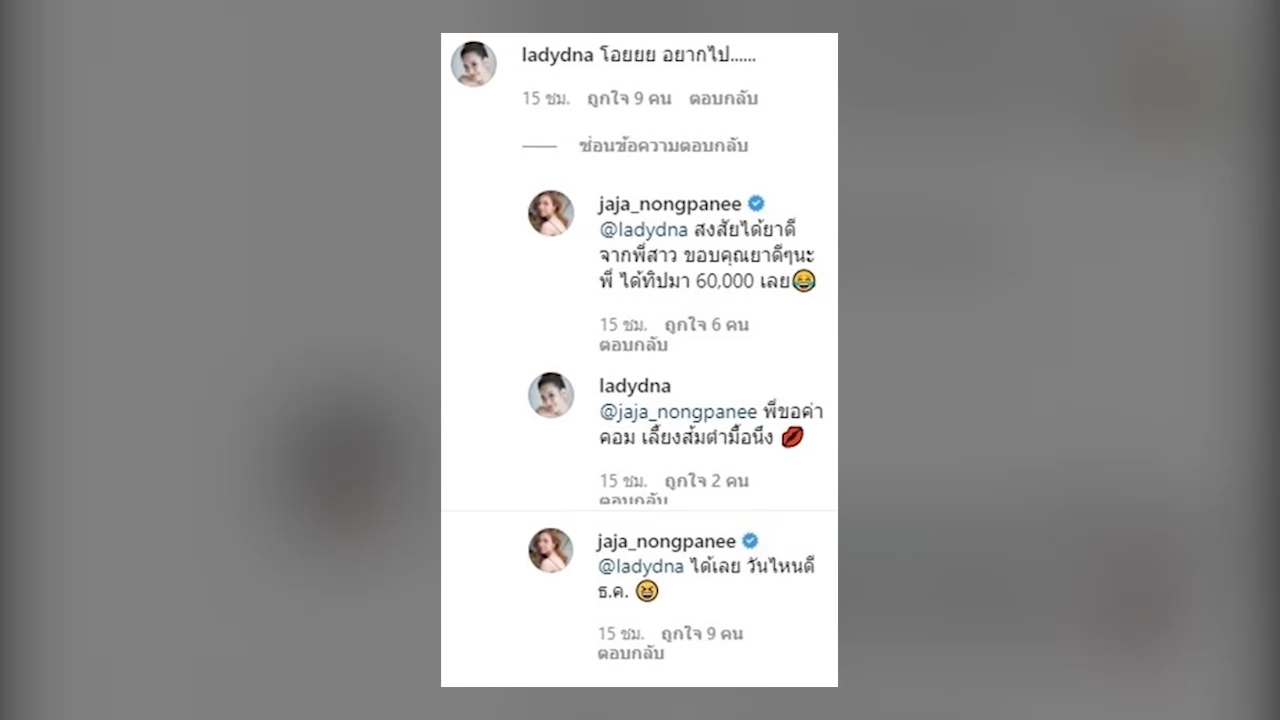 ladydna โอยยย อยากไป......
15 ชม. ถูกใจ 9 คน ตอบกลับ
ซ่อนข้อความตอบกลับ
jaja_nongpanee
@ladydna สงสัยได้ยาดี
จากพี่สาว ขอบคุณยาดีๆนะ
พี่ ได้ทิปมา 60,000 เลย😂
15 ชม. ถูกใจ 6 คน
ตอบกลับ
ladydna
@jaja_nongpanee พี่ขอค่า
คอม เลี้ยงส้มตำมื้อนึง 💋
15 ชม. ถูกใจ 2 คน
ตอบกลับ
jaja_nongpanee
@ladydna ได้เลย วันไหนดี
ธ.ค. 😆
15 ชม. ถูกใจ 9 คน
ตอบกลับ